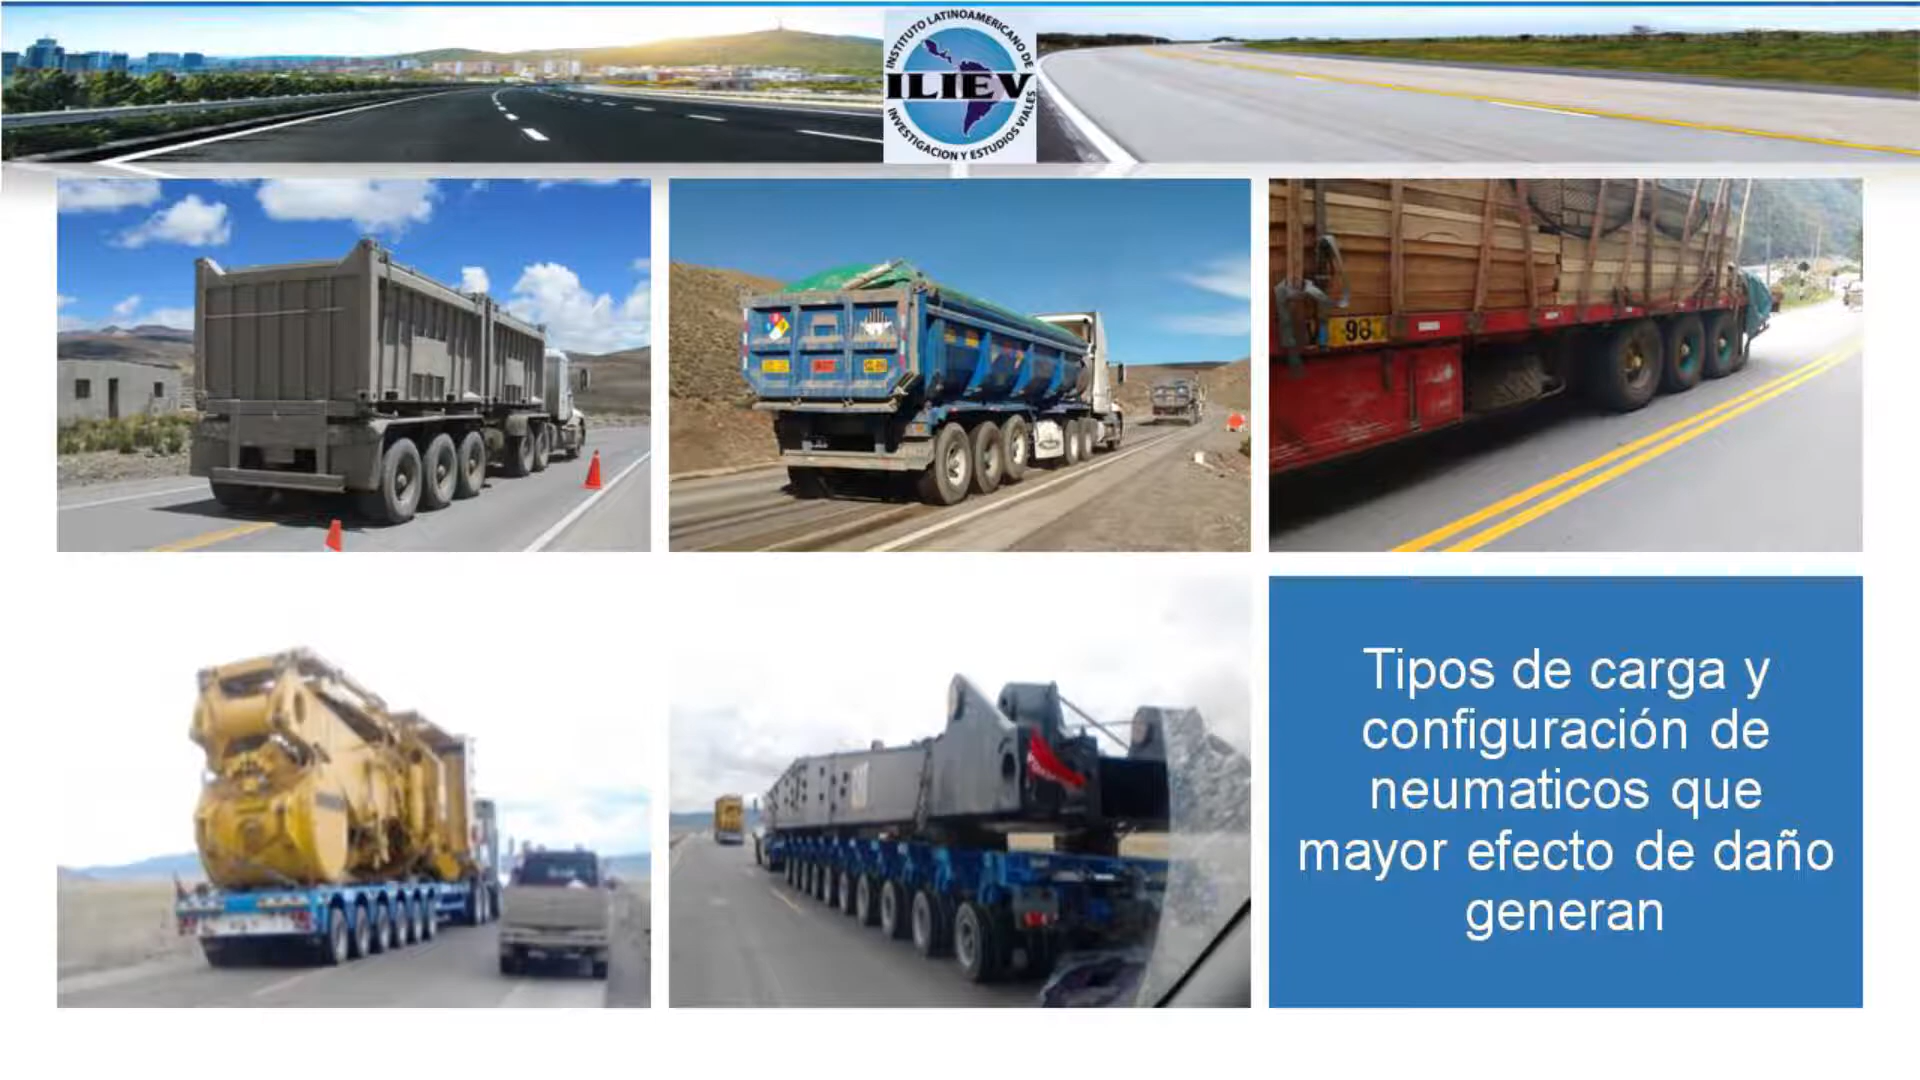 INSTITUTO LATINOAMERICANO DE
ILIEV
INVESTIGACION Y ESTUDIOS VIALES
98
Tipos de carga y
configuración de
neumaticos que
mayor efecto de daño
generan